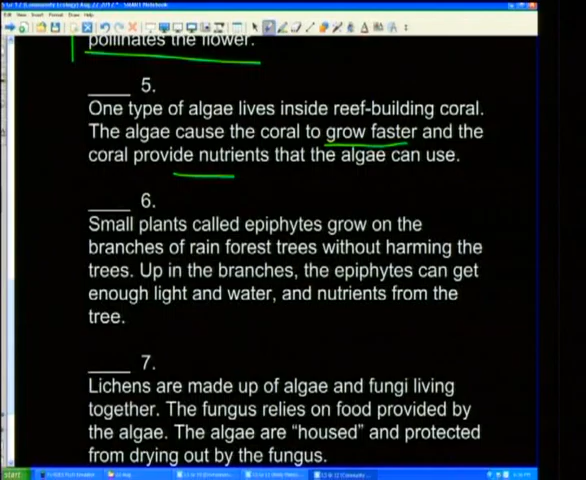 pollinates the flower.
____ 5.
One type of algae lives inside reef-building coral.
The algae cause the coral to grow faster and the
coral provide nutrients that the algae can use.
____ 6.
Small plants called epiphytes grow on the
branches of rain forest trees without harming the
trees. Up in the branches, the epiphytes can get
enough light and water, and nutrients from the
tree.
____ 7.
Lichens are made up of algae and fungi living
together. The fungus relies on food provided by
the algae. The algae are “housed” and protected
from drying out by the fungus.
start